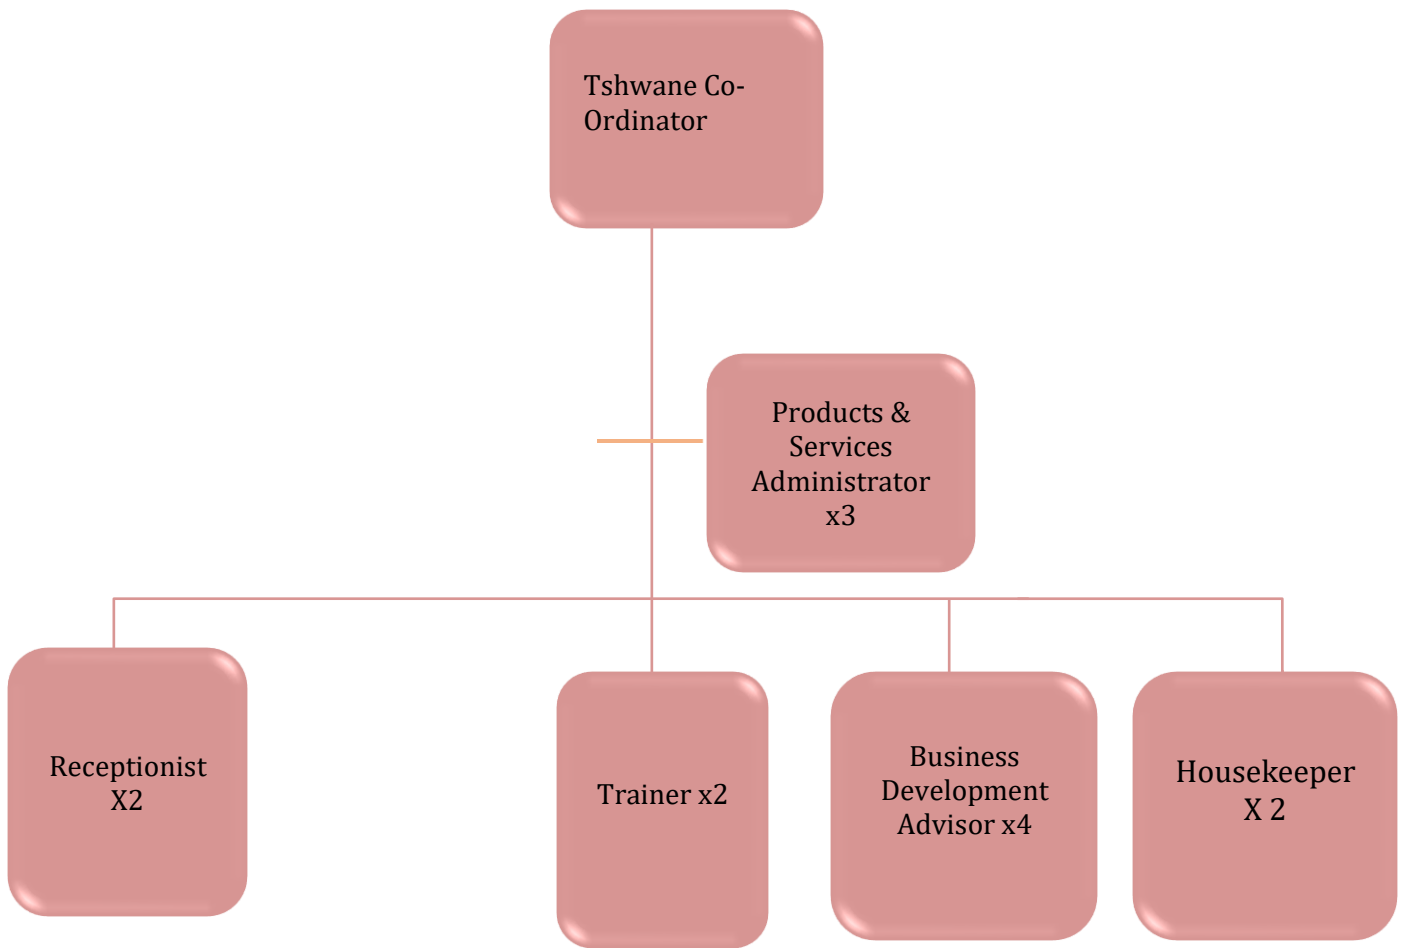 Tshwane Co-
Ordinator
Products &
Services
Administrator
x3
Receptionist
X2
Trainer x2
Business
Development
Advisor x4
Housekeeper
X 2